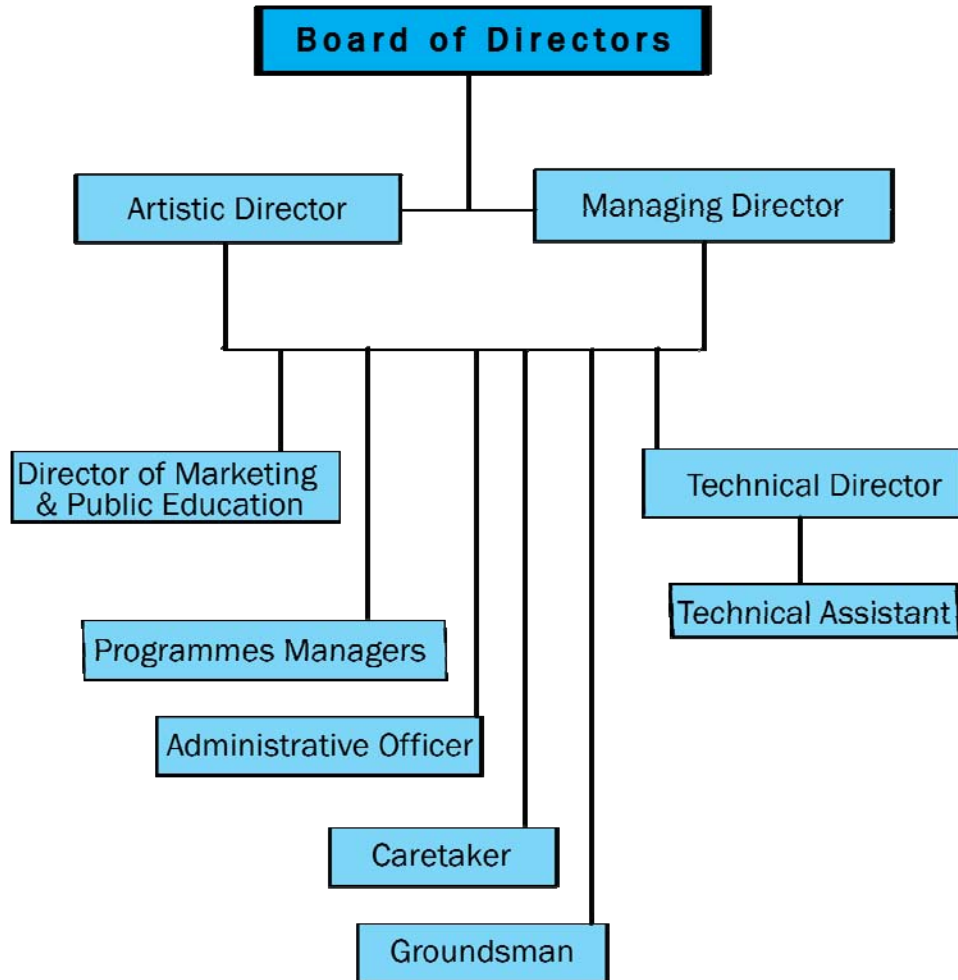 Board of Directors
Artistic Director
Managing Director
Director of Marketing
& Public Education
Technical Director
Technical Assistant
Programmes Managers
Administrative Officer
Caretaker
Groundsman